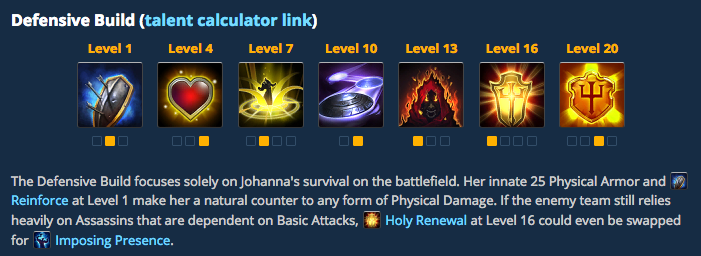 Defensive Build (talent calculator link)
Level 1 Level 4 Level 7 Level 10 Level 13 Level 16 Level 20
The Defensive Build focuses solely on Johanna's survival on the battlefield. Her innate 25 Physical Armor and
Reinforce at Level 1 make her a natural counter to any form of Physical Damage. If the enemy team still relies
heavily on Assassins that are dependent on Basic Attacks, Holy Renewal at Level 16 could even be swapped
for Imposing Presence.